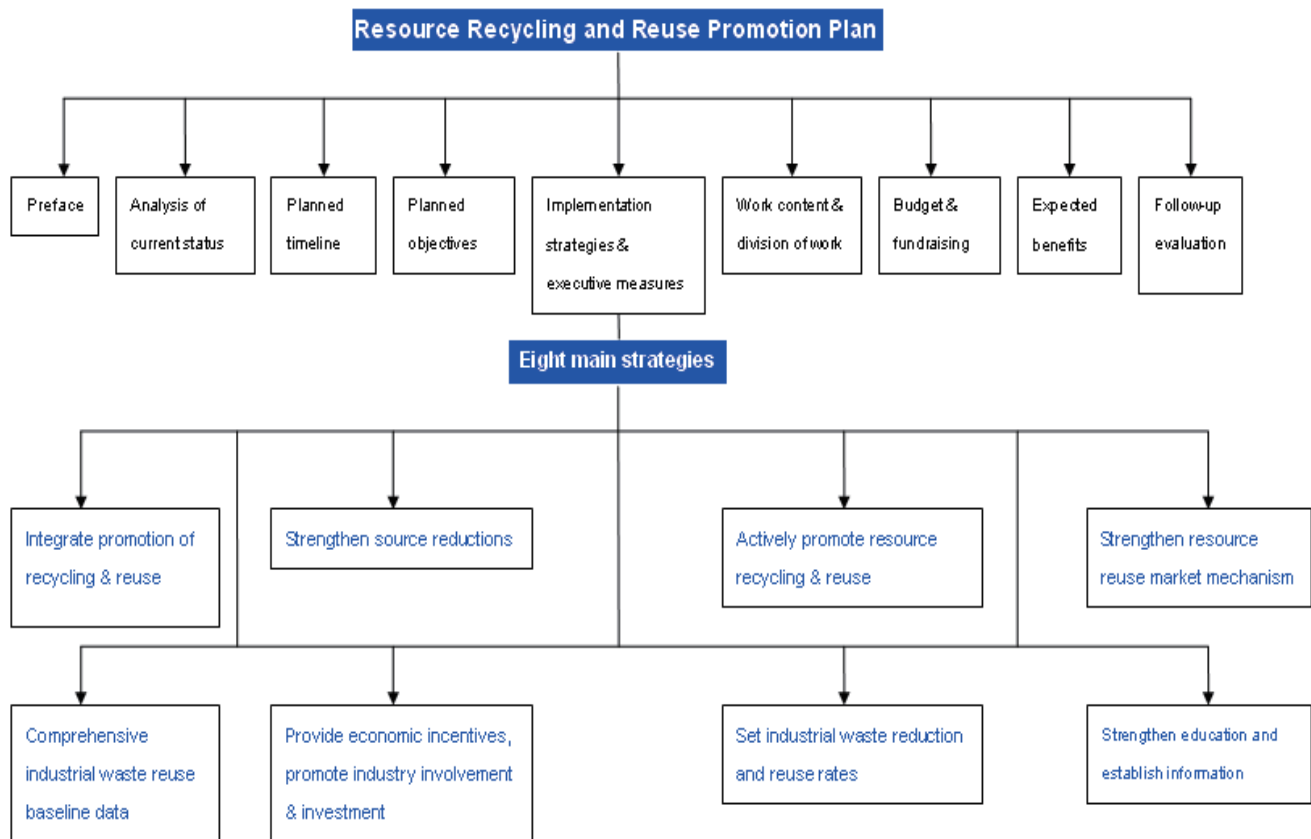 Resource Recycling and Reuse Promotion Plan
Preface
Analysis of
current status
Planned
timeline
Planned
objectives
Implementation
strategies &
executive measures
Work content &
division of work
Budget &
fundraising
Expected
benefits
Follow-up
evaluation
Eight main strategies
Integrate promotion of
recycling & reuse
Strengthen source reductions
Actively promote resource
recycling & reuse
Strengthen resource
reuse market mechanism
Comprehensive
industrial waste reuse
baseline data
Provide economic incentives,
promote industry involvement
& investment
Set industrial waste reduction
and reuse rates
Strengthen education and
establish information